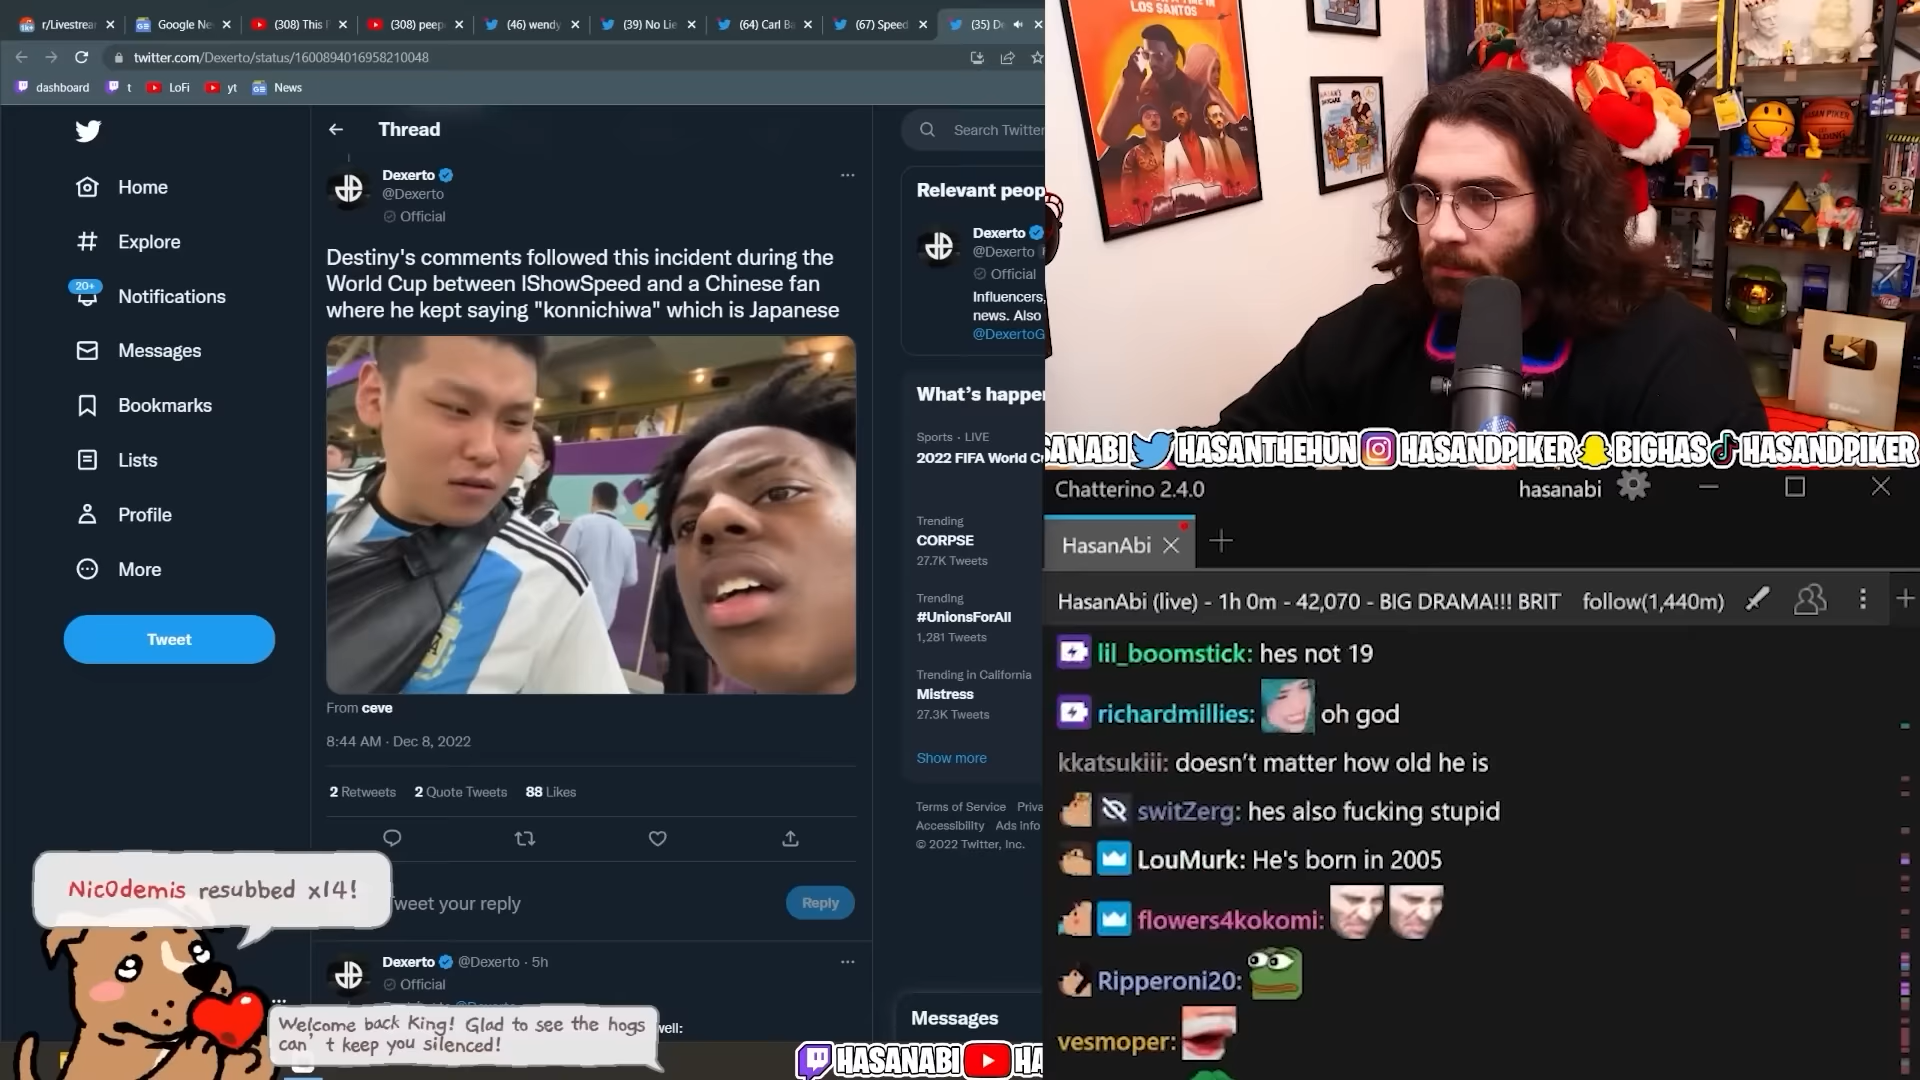 r/Livestrea
Google Ne
(308) This F
(308) peep
(46) wendy
(39) No Lie
(64) Carl B
(67) Speed
(35) D
twitter.com/Dexerto/status/1600894016958210048
dashboard
t
LoFi
yt
News
Home
Explore
20+
Notifications
Messages
Bookmarks
Lists
Profile
More
Tweet
Thread
Dexerto
@Dexerto
Official
Destiny's comments followed this incident during the
World Cup between IShowSpeed and a Chinese fan
where he kept saying "konnichiwa" which is Japanese
From ceve
8:44 AM · Dec 8, 2022
2 Retweets 2 Quote Tweets 88 Likes
weet your reply
Reply
Dexerto @Dexerto · 5h
Official
well:
Nic0demis resubbed x14!
Welcome back King! Glad to see the hogs
can't keep you silenced!
Search Twitter
Relevant peop
Dexerto
@Dexerto
Official
Influencers,
news. Also
@DexertoG
What's happe
Sports · LIVE
2022 FIFA World C
Trending
CORPSE
27.7K Tweets
Trending
#UnionsForAll
1,281 Tweets
Trending in California
Mistress
27.3K Tweets
Show more
Terms of Service Priva
Accessibility Ads info
© 2022 Twitter, Inc.
Messages
HASANABI HA
LOS SANTOS
SANABI HASANTHEHUN HASANDPIKER BIGHAS HASANDPIKER
Chatterino 2.4.0
hasanabi
HasanAbi
HasanAbi (live) - 1h 0m - 42,070 - BIG DRAMA!!! BRIT
follow(1,440m)
lil_boomstick: hes not 19
richardmillies: oh god
kkatsukiii: doesn't matter how old he is
switZerg: hes also fucking stupid
LouMurk: He's born in 2005
flowers4kokomi:
Ripperoni20:
vesmoper: